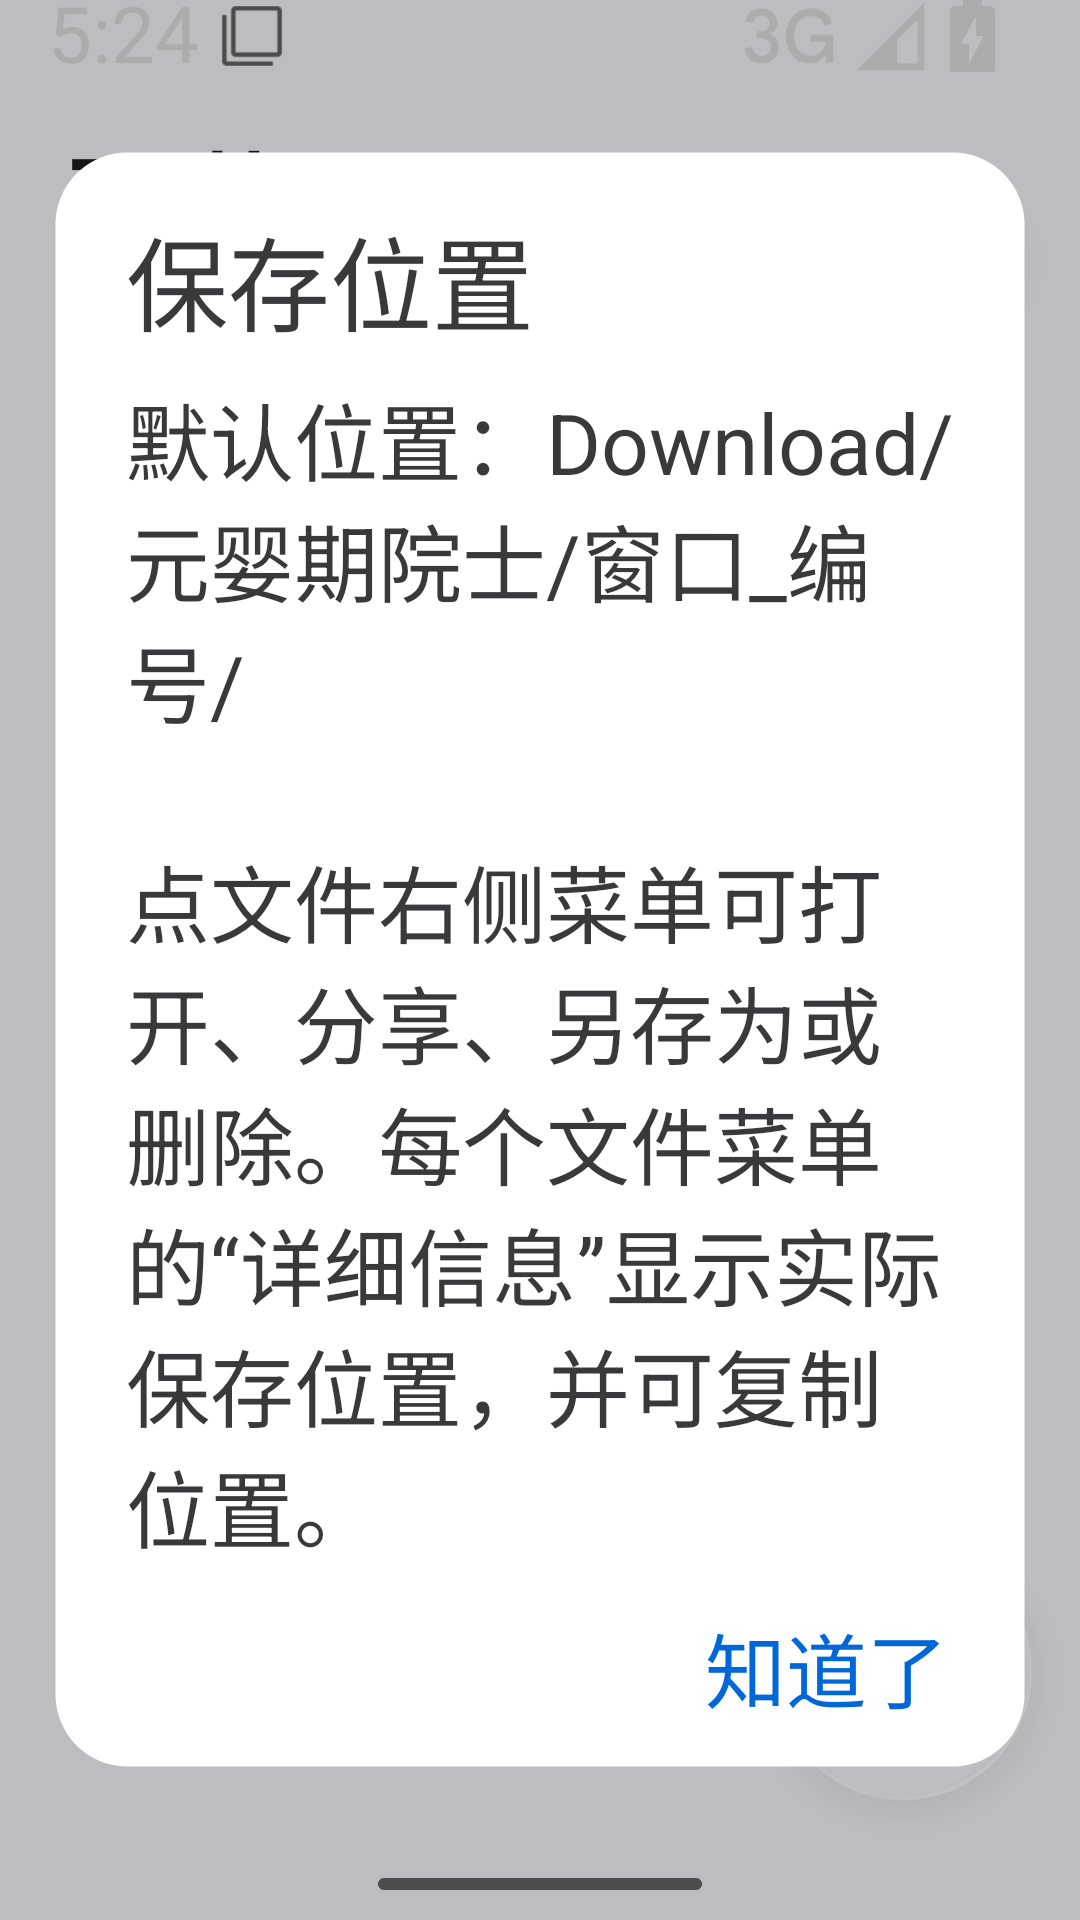 5:24
3G
保存位置
默认位置：Download/
元婴期院士/窗口_编
号/
点文件右侧菜单可打
开、分享、另存为或
删除。每个文件菜单
的“详细信息”显示实际
保存位置，并可复制
位置。
知道了